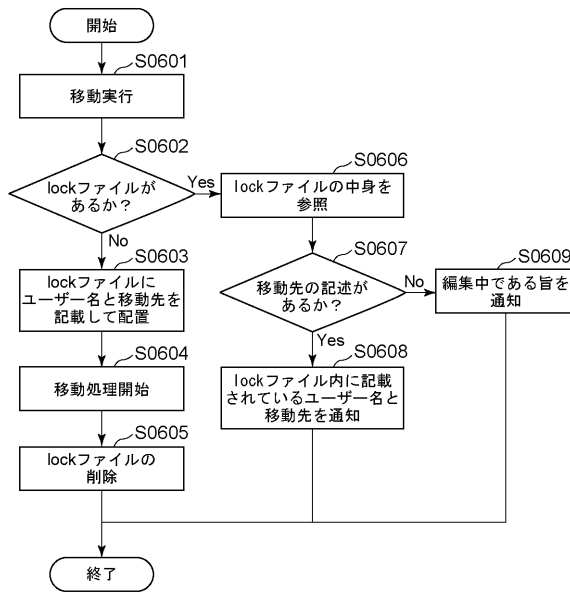 開始
S0601
移動実行
S0602
lockファイルが
あるか?
Yes
No
S0603
lockファイルに
ユーザー名と移動先を
記載して配置
S0604
移動処理開始
S0605
lockファイルの
削除
S0606
lockファイルの中身を
参照
S0607
移動先の記述が
あるか?
No
Yes
S0608
lockファイル内に記載
されているユーザー名と
移動先を通知
S0609
編集中である旨を
通知
終了